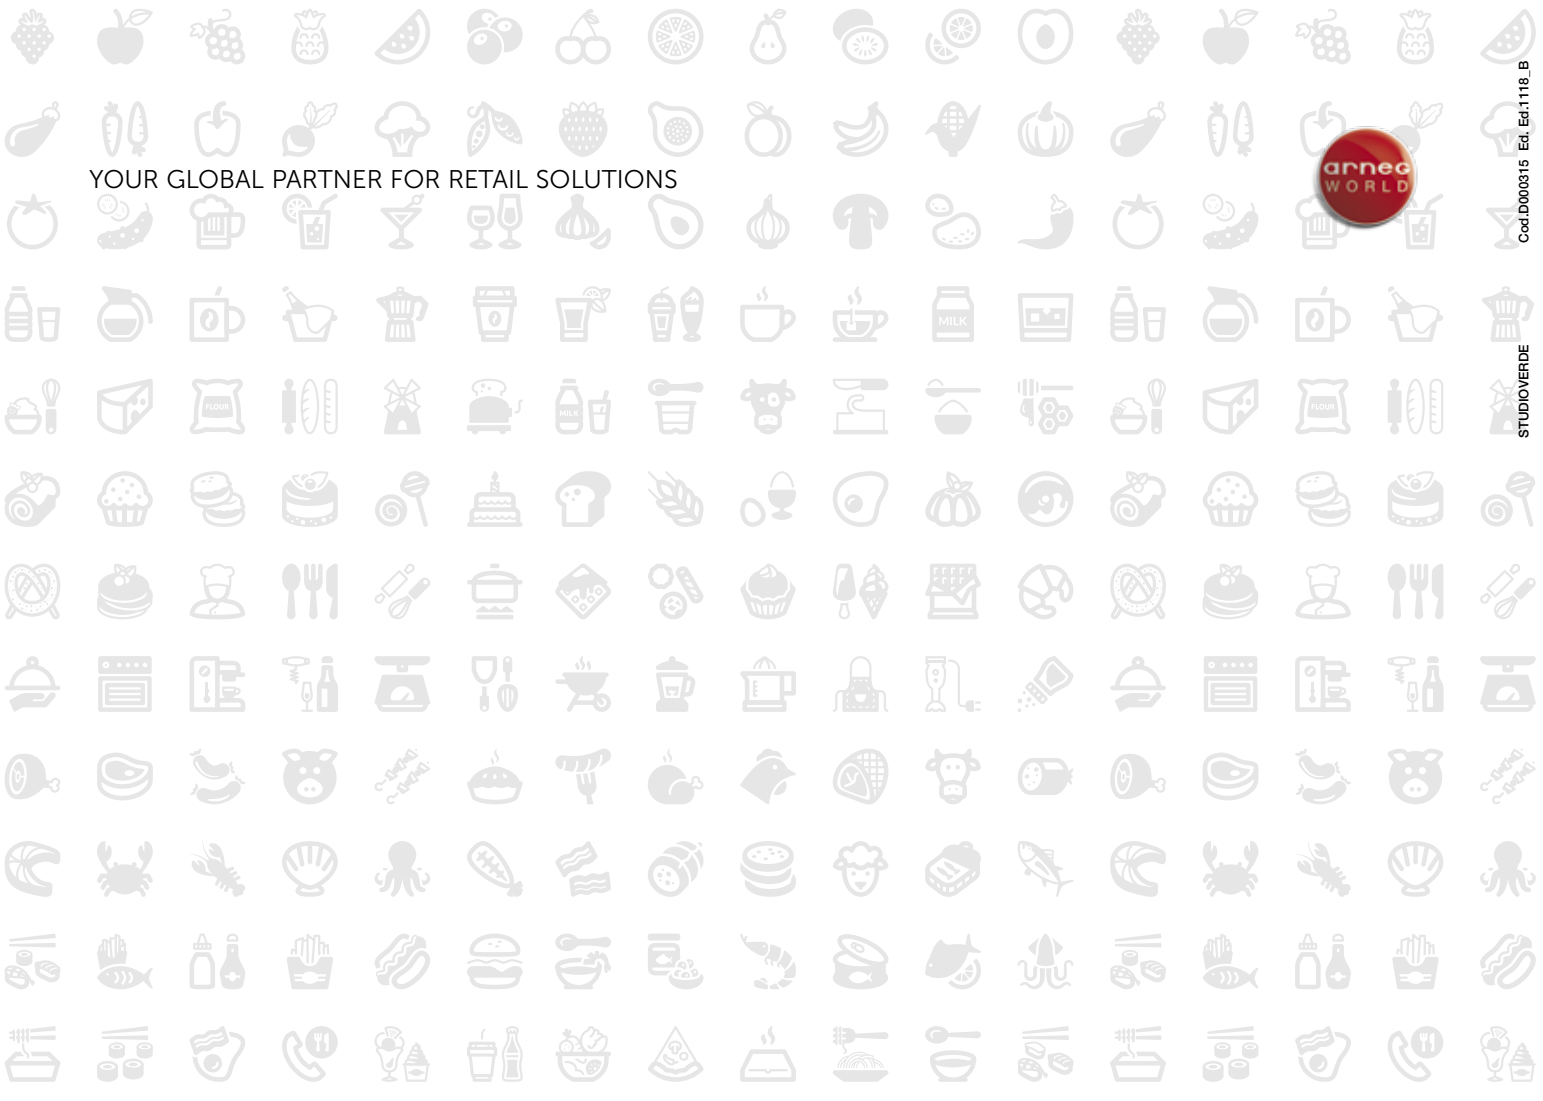 YOUR GLOBAL PARTNER FOR RETAIL SOLUTIONS
arneg
WORLD
Cod.D000315 Ed. Ed.1118_B
STUDIOVERDE
MILK
FLOUR
MILK
FLOUR